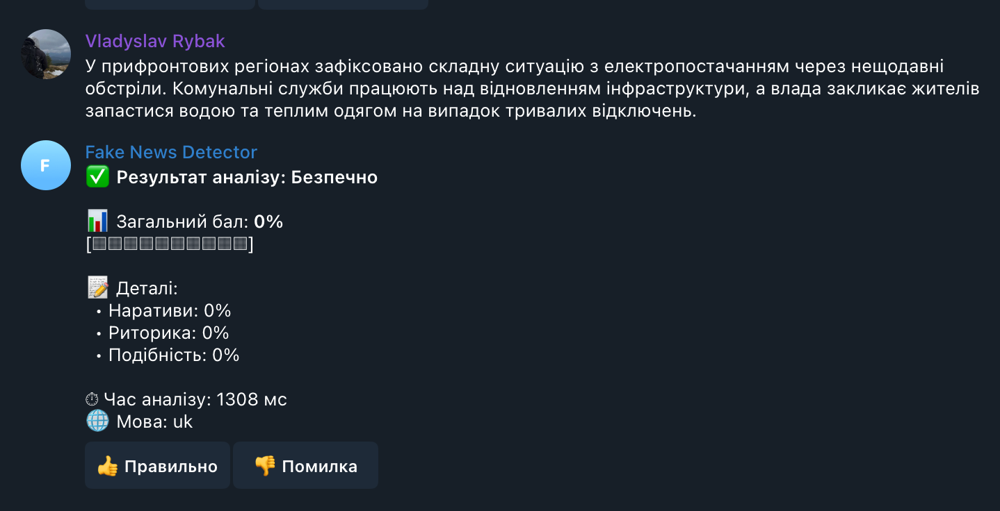 Vladyslav Rybak
У прифронтових регіонах зафіксовано складну ситуацію з електропостачанням через нещодавні
обстріли. Комунальні служби працюють над відновленням інфраструктури, а влада закликає жителів
запастися водою та теплим одягом на випадок тривалих відключень.
F
Fake News Detector
✅ Результат аналізу: Безпечно
📊 Загальний бал: 0%
[⬜⬜⬜⬜⬜⬜⬜⬜⬜⬜]
📝 Деталі:
• Наративи: 0%
• Риторика: 0%
• Подібність: 0%
⏱ Час аналізу: 1308 мс
🌐 Мова: uk
👍 Правильно
👎 Помилка